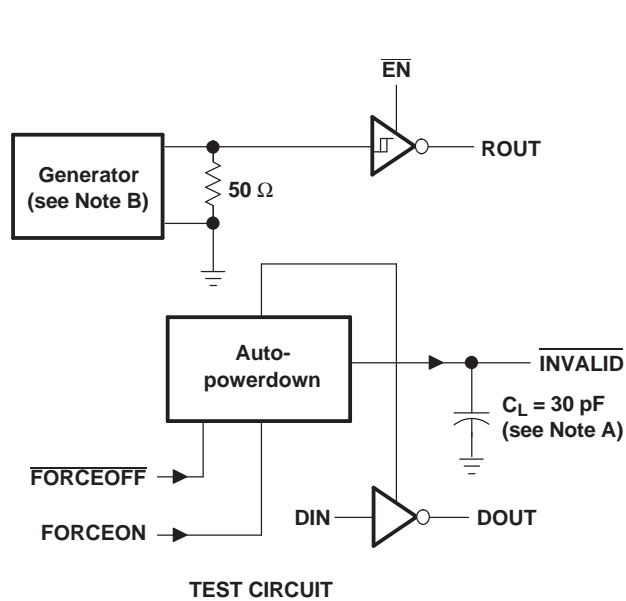 EN
ROUT
Generator
(see Note B)
50 Ω
Auto-
powerdown
INVALID
C_L = 30 pF
(see Note A)
FORCEOFF
FORCEON
DIN
DOUT
TEST CIRCUIT